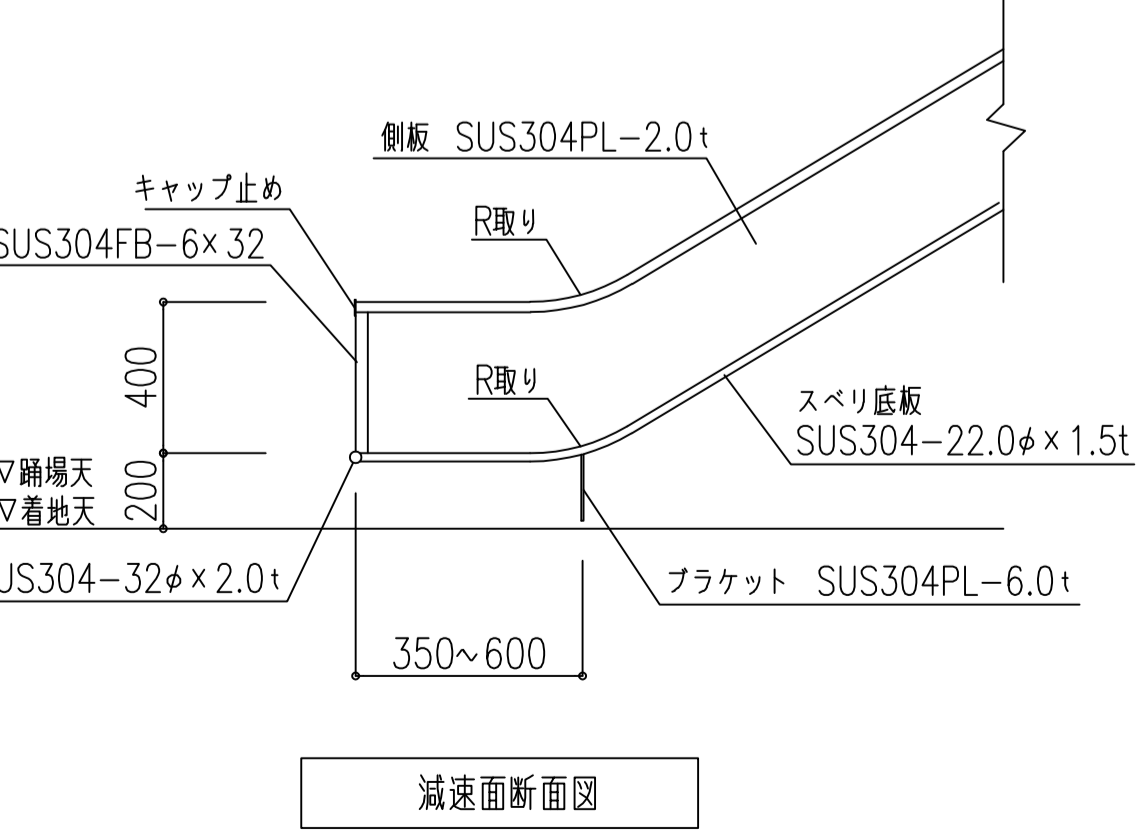 側板 SUS304PL-2.0t
キャップ止め
R取り
SUS304FB-6×32
400
R取り
スベリ底板
SUS304-22.0φ×1.5t
▽踊場天
200
▽着地天
US304-32φ×2.0t
ブラケット SUS304PL-6.0t
350~600
減速面断面図